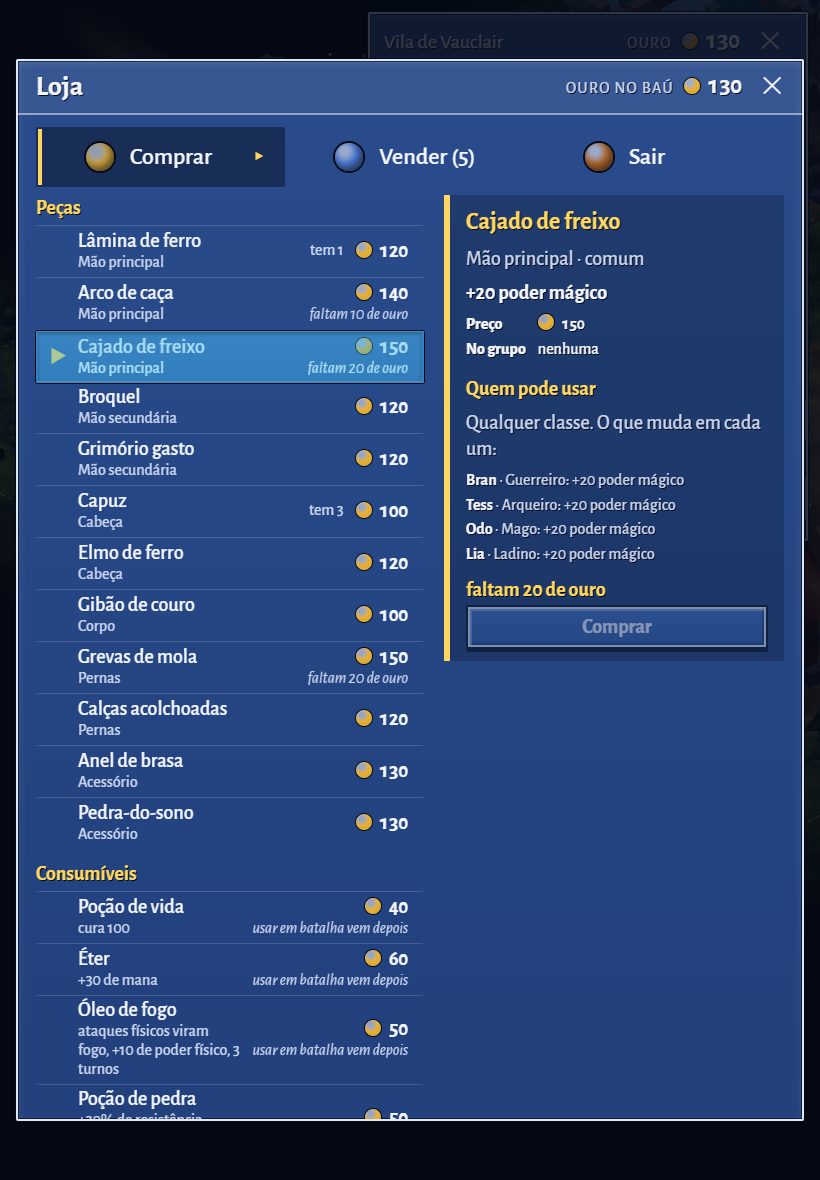 Vila de Vauclair OURO 130
Loja OURO NO BAÚ 130
Comprar Vender (5) Sair
Peças
Lâmina de ferro
Mão principal
tem 1 120
Arco de caça 140
Mão principal faltam 10 de ouro
Cajado de freixo 150
Mão principal faltam 20 de ouro
Broquel
Mão secundária
120
Grimório gasto
Mão secundária
120
Capuz
Cabeça
tem 3 100
Elmo de ferro
Cabeça
120
Gibão de couro
Corpo
100
Grevas de mola 150
Pernas faltam 20 de ouro
Calças acolchoadas
Pernas
120
Anel de brasa
Acessório
130
Pedra-do-sono
Acessório
130
Consumíveis
Poção de vida 40
cura 100 usar em batalha vem depois
Éter 60
+30 de mana usar em batalha vem depois
Óleo de fogo
ataques físicos viram 50
fogo, +10 de poder físico, 3 usar em batalha vem depois
turnos
Poção de pedra
+20% de resistência 50
Cajado de freixo
Mão principal · comum
+20 poder mágico
Preço 150
No grupo nenhuma
Quem pode usar
Qualquer classe. O que muda em cada
um:
Bran · Guerreiro: +20 poder mágico
Tess · Arqueiro: +20 poder mágico
Odo · Mago: +20 poder mágico
Lia · Ladino: +20 poder mágico
faltam 20 de ouro
Comprar